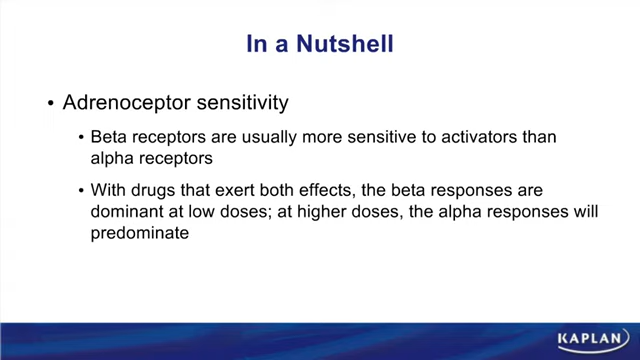 In a Nutshell
• Adrenoceptor sensitivity
• Beta receptors are usually more sensitive to activators than
alpha receptors
• With drugs that exert both effects, the beta responses are
dominant at low doses; at higher doses, the alpha responses will
predominate
KAPLAN